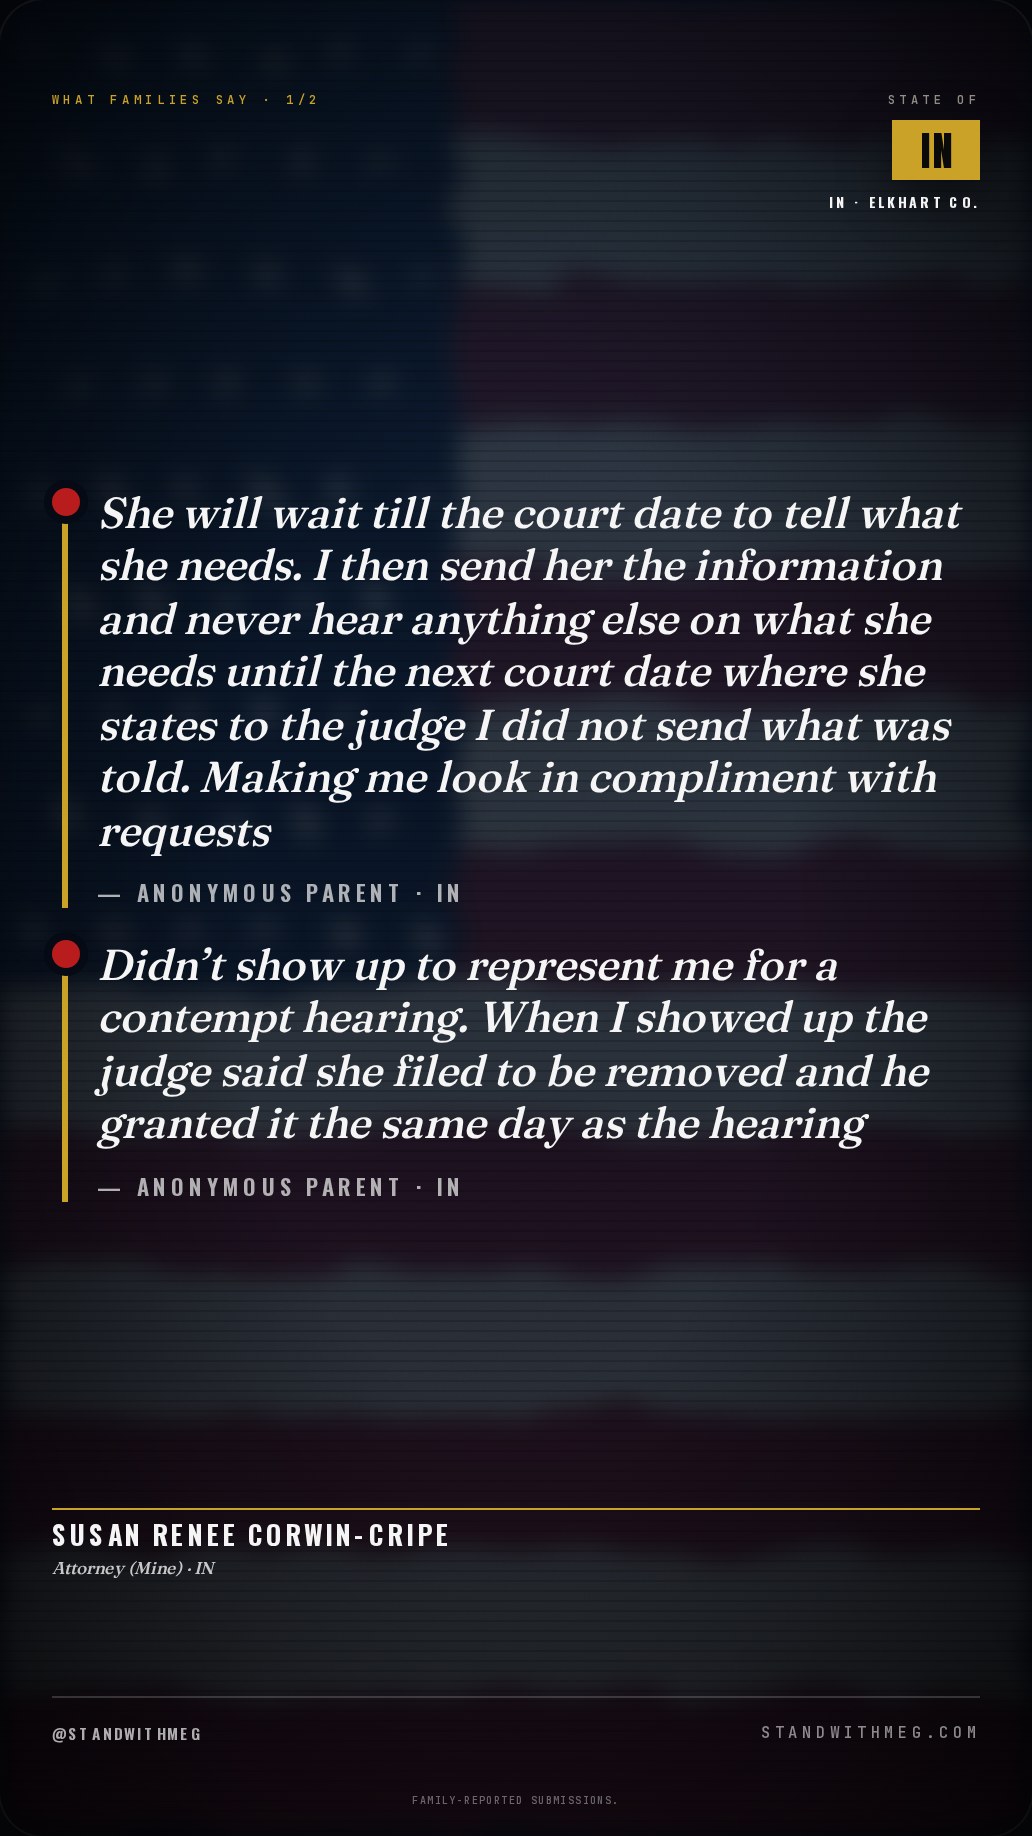 WHAT FAMILIES SAY · 1/2
STATE OF
IN
IN · ELKHART CO.
She will wait till the court date to tell what
she needs. I then send her the information
and never hear anything else on what she
needs until the next court date where she
states to the judge I did not send what was
told. Making me look in compliment with
requests
— ANONYMOUS PARENT · IN
Didn’t show up to represent me for a
contempt hearing. When I showed up the
judge said she filed to be removed and he
granted it the same day as the hearing
— ANONYMOUS PARENT · IN
SUSAN RENEE CORWIN-CRIPE
Attorney (Mine) · IN
@STANDWITHMEG
STANDWITHMEG.COM
FAMILY-REPORTED SUBMISSIONS.